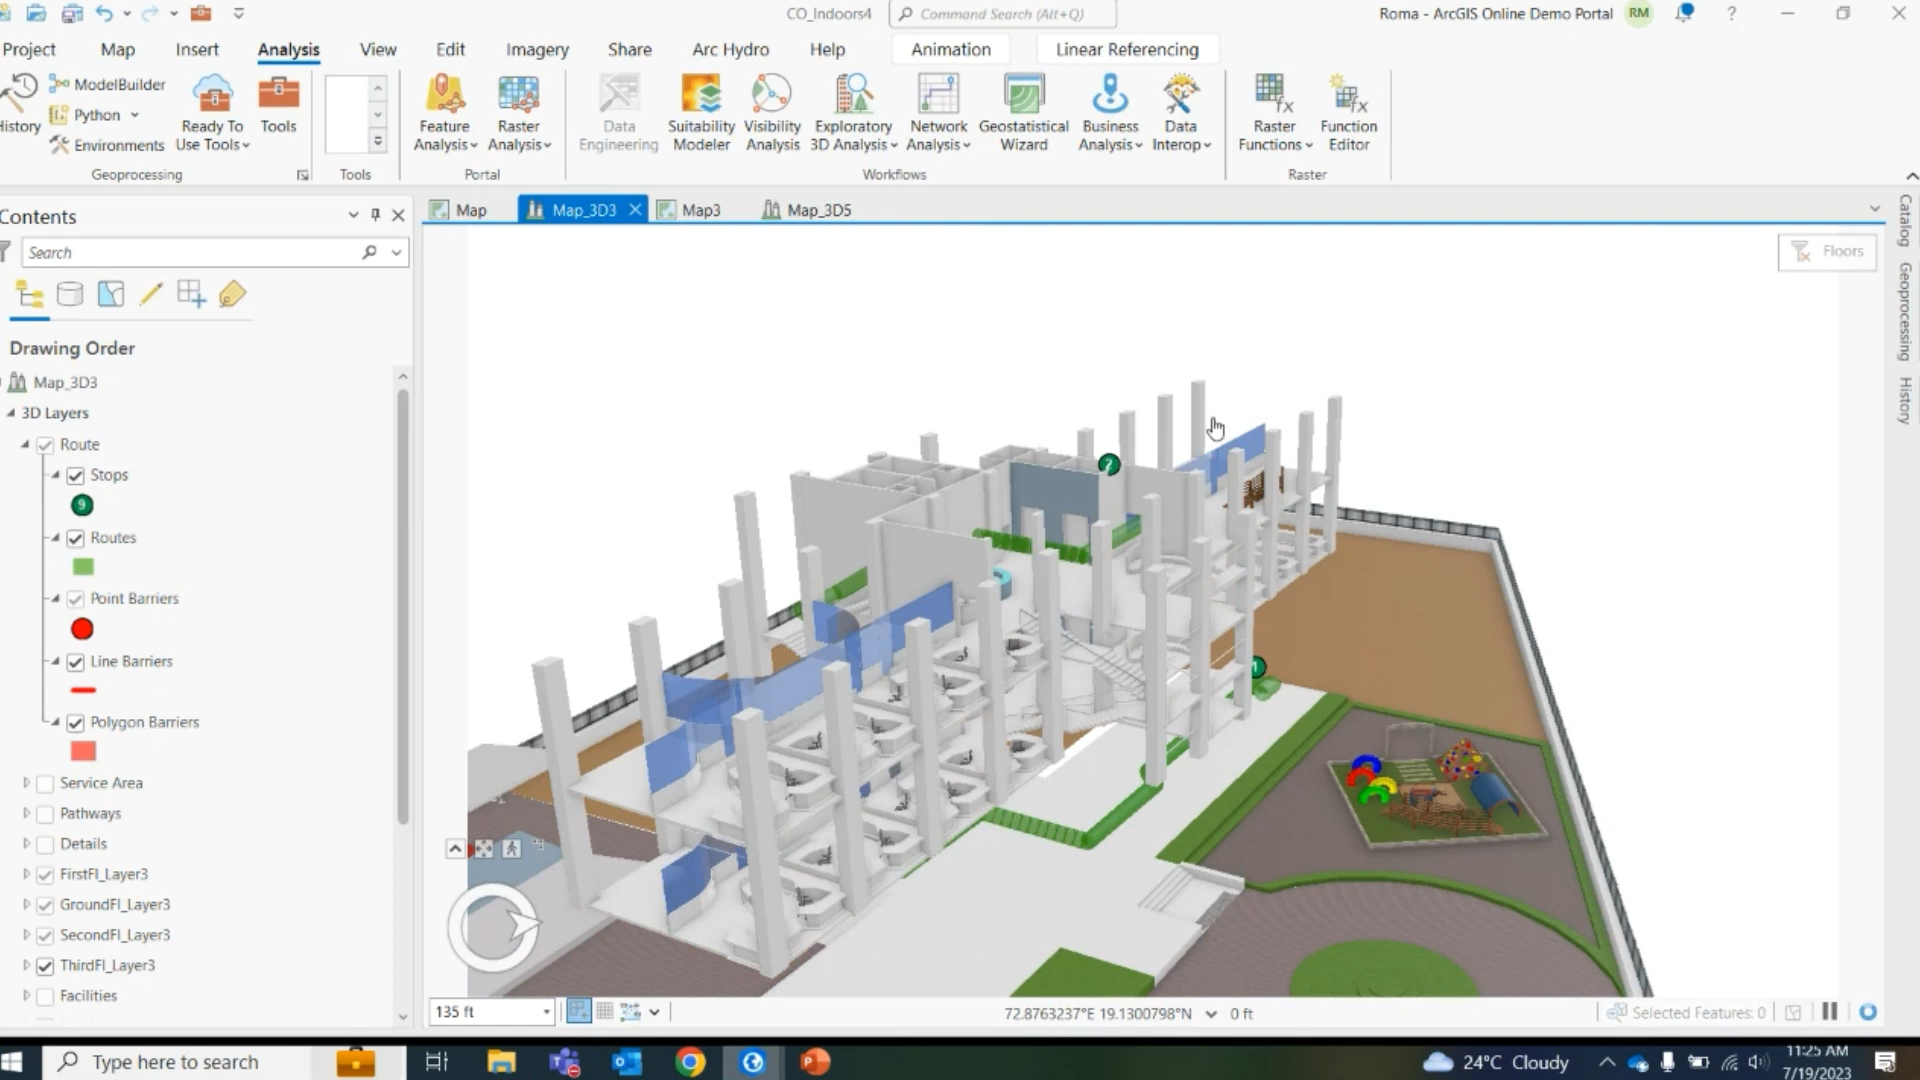 CO_Indoors4
Command Search (Alt+Q)
Roma - ArcGIS Online Demo Portal
RM
?
Project
Map
Insert
Analysis
View
Edit
Imagery
Share
Arc Hydro
Help
Animation
Linear Referencing
History
ModelBuilder
Python
Environments
Ready To
Use Tools
Tools
Feature
Analysis
Raster
Analysis
Data
Engineering
Suitability
Modeler
Visibility
Analysis
Exploratory
3D Analysis
Network
Analysis
Geostatistical
Wizard
Business
Analysis
Data
Interop
Raster
Functions
Function
Editor
Geoprocessing
Tools
Portal
Workflows
Raster
Contents
Search
Map
Map_3D3
Map3
Map_3D5
Floors
Catalog
Geoprocessing
History
Drawing Order
Map_3D3
3D Layers
Route
Stops
9
Routes
Point Barriers
Line Barriers
Polygon Barriers
Service Area
Pathways
Details
FirstFl_Layer3
GroundFl_Layer3
SecondFl_Layer3
ThirdFl_Layer3
Facilities
2
1
135 ft
72.8763237°E 19.1300798°N
0 ft
Selected Features: 0
Type here to search
24°C Cloudy
11:25 AM
7/19/2023